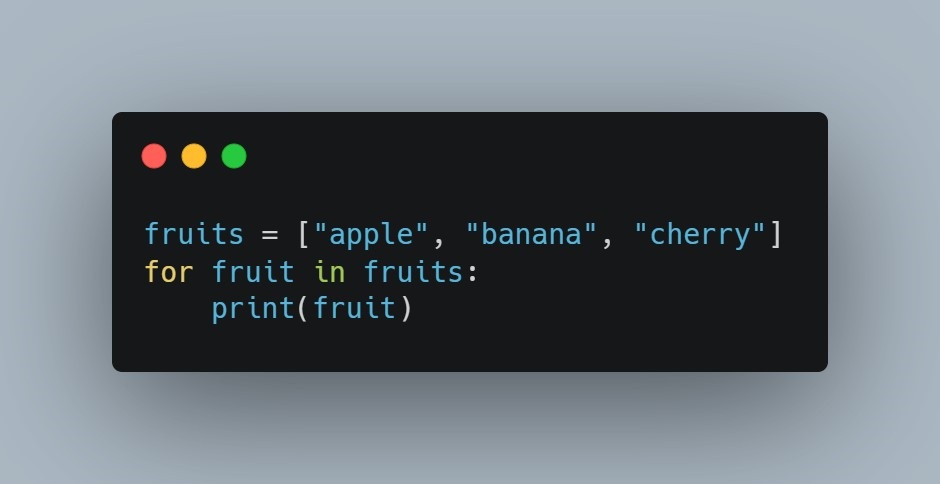 fruits = ["apple", "banana", "cherry"]
for fruit in fruits:
    print(fruit)